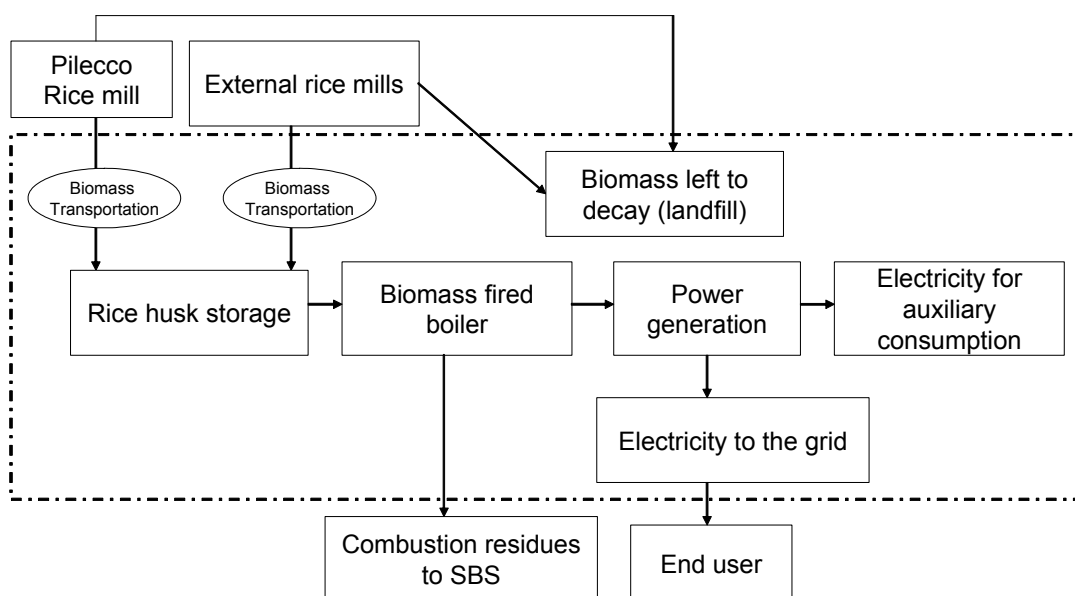 Pilecco
Rice mill
External rice mills
Biomass
Transportation
Biomass
Transportation
Biomass left to
decay (landfill)
Rice husk storage
Biomass fired
boiler
Power
generation
Electricity for
auxiliary
consumption
Electricity to the grid
Combustion residues
to SBS
End user